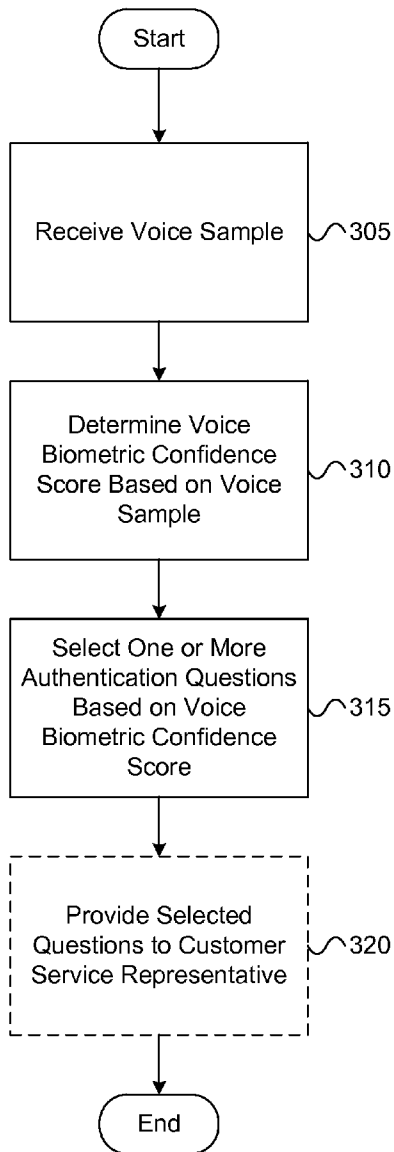 Start
Receive Voice Sample
305
Determine Voice
Biometric Confidence
Score Based on Voice
Sample
310
Select One or More
Authentication Questions
Based on Voice
Biometric Confidence
Score
315
Provide Selected
Questions to Customer
Service Representative
320
End